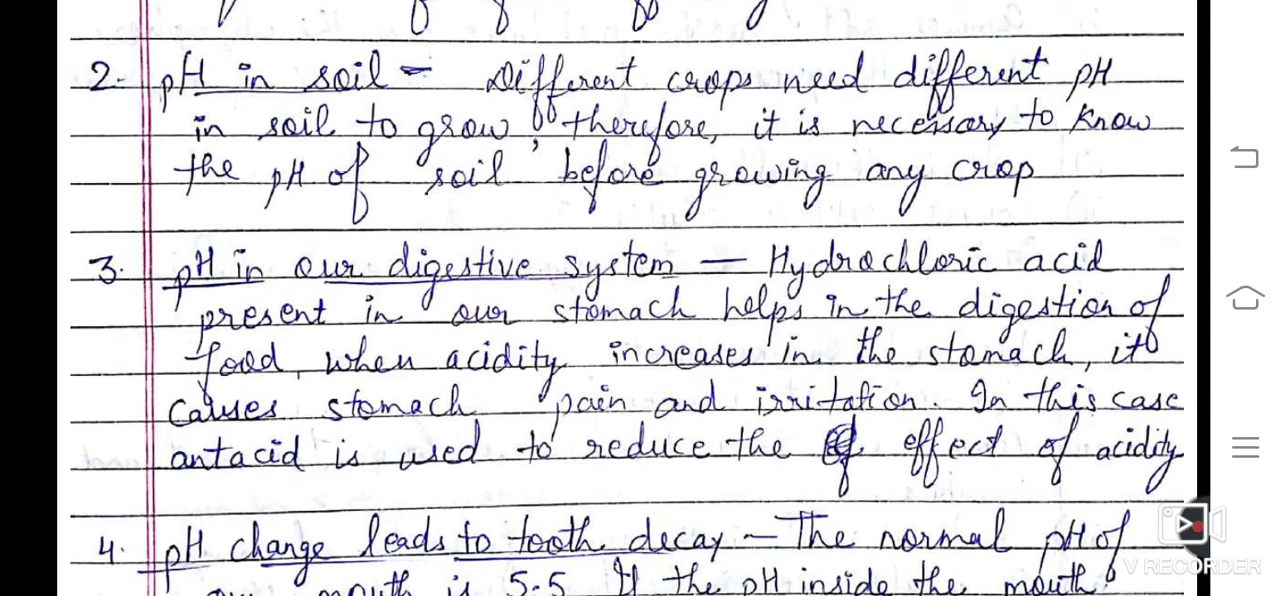 2. pH in soil - Different crops need different pH
in soil to grow, therefore, it is necessary to know
the pH of soil before growing any crop
3. pH in our digestive system — Hydrochloric acid
present in our stomach helps in the digestion of
food, when acidity increases in the stomach, it
causes stomach pain and irritation. In this case
antacid is used to reduce the effect of acidity
4. pH change leads to tooth decay — The normal pH of
our mouth is 5.5 If the pH inside the mouth
V RECORDER